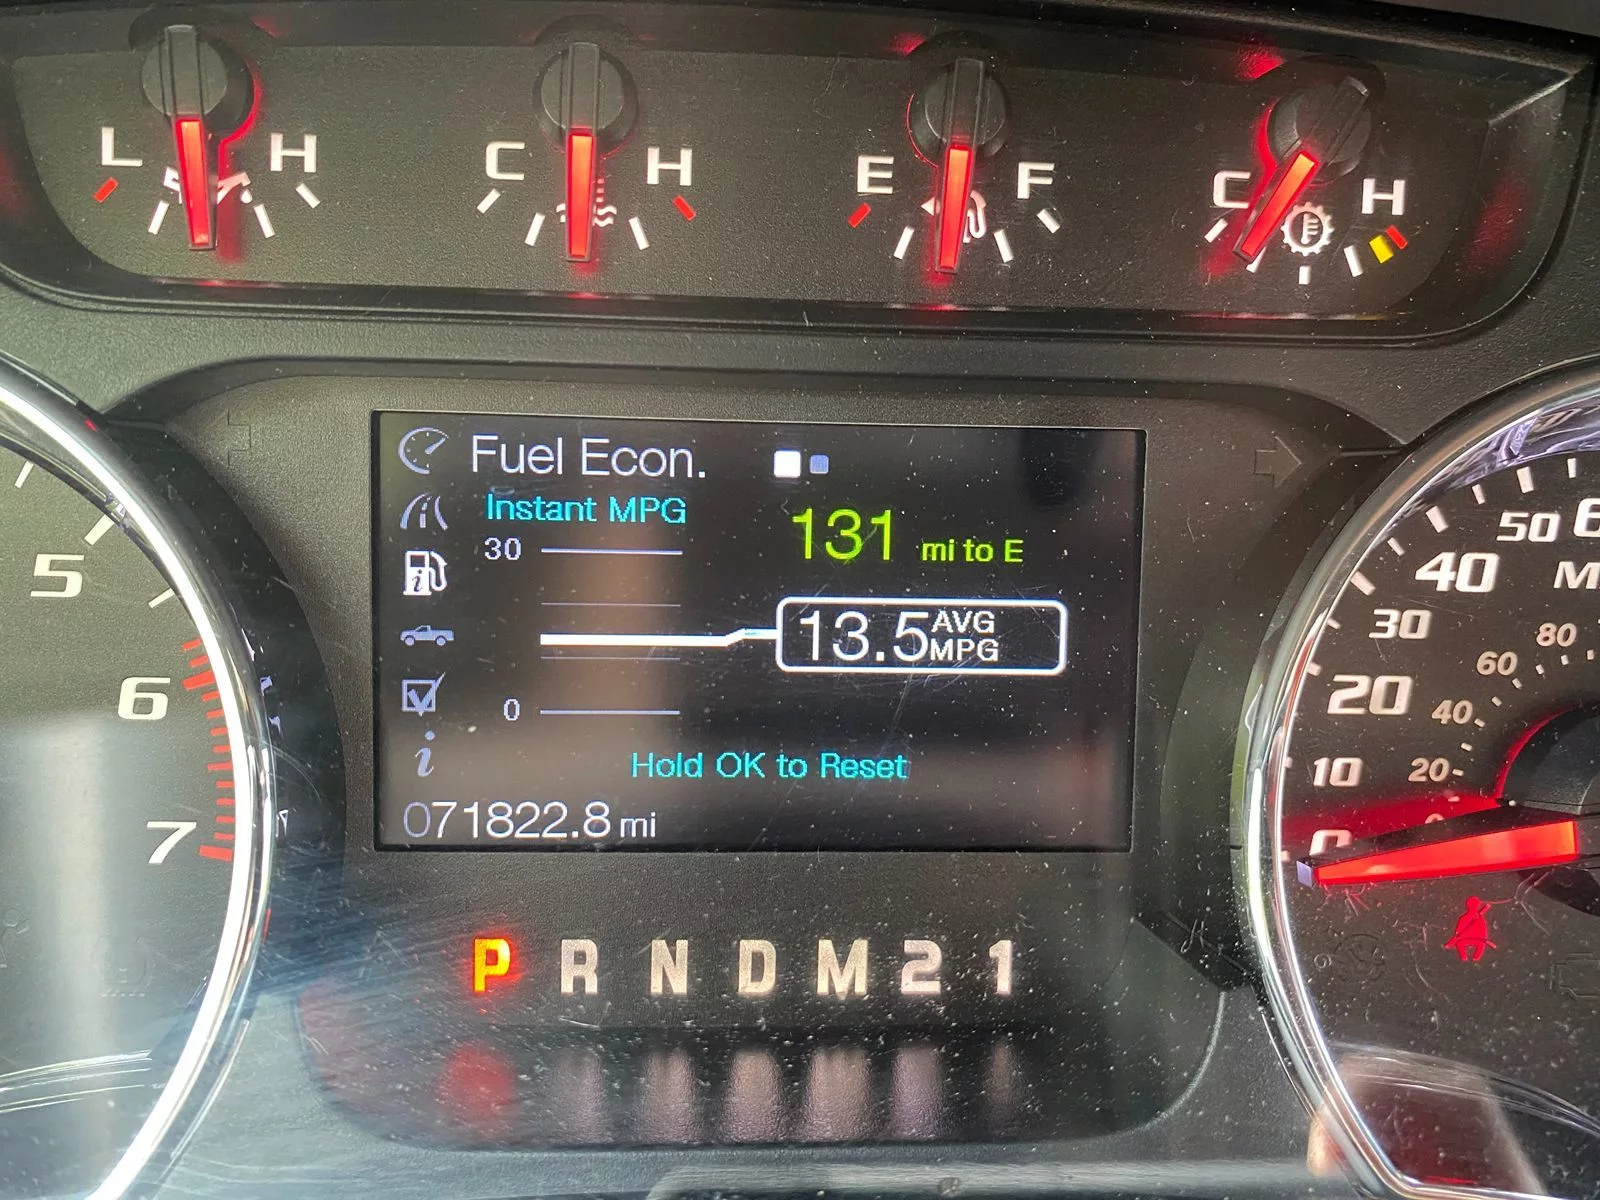 L H C H E F C H
Fuel Econ.
Instant MPG
30
131 mi to E
13.5 AVG MPG
0
Hold OK to Reset
071822.8 mi
P R N D M 2 1
5
6
7
50
40
30
20
10
0
80
60
40
20